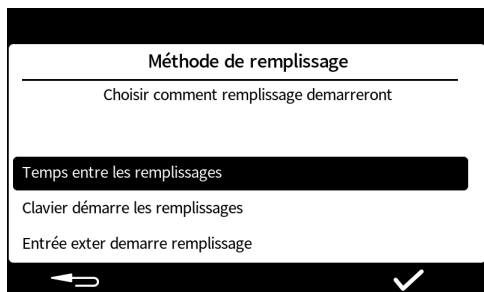 Méthode de remplissage
Choisir comment remplissage demarreront
Temps entre les remplissages
Clavier démarre les remplissages
Entrée exter demarre remplissage